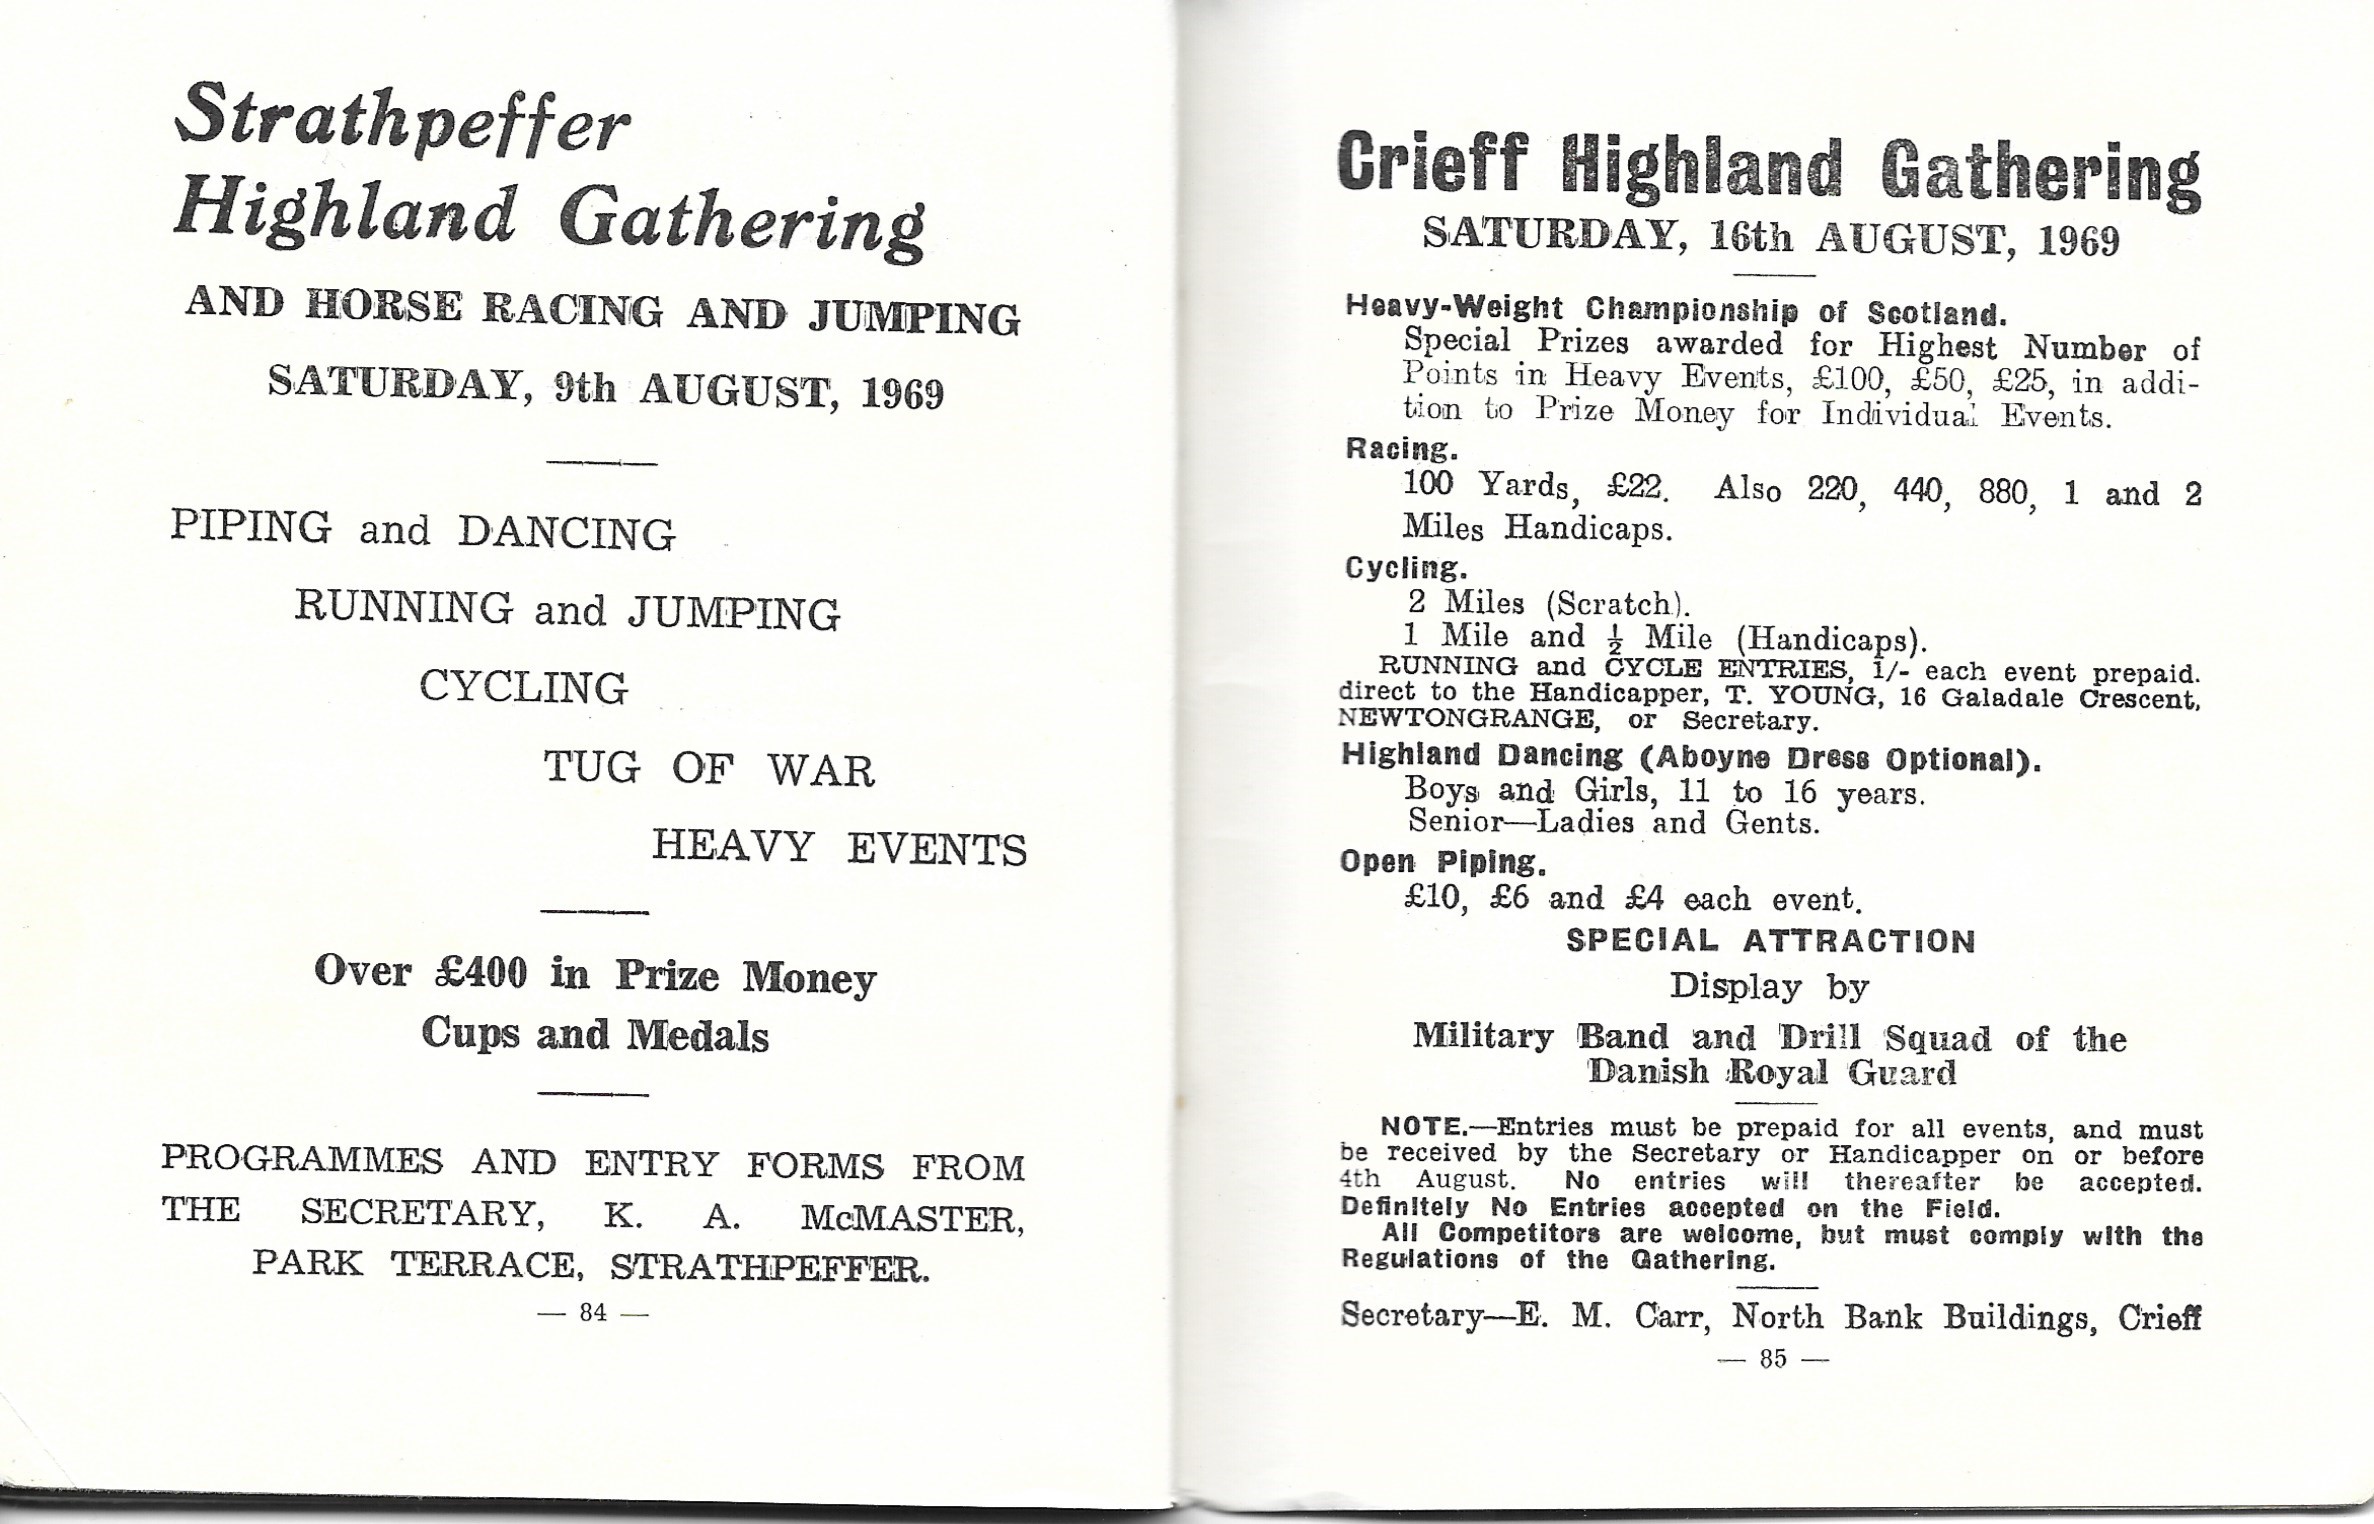 Strathpeffer
Highland Gathering
AND HORSE RACING AND JUMPING
SATURDAY, 9th AUGUST, 1969
PIPING and DANCING
RUNNING and JUMPING
CYCLING
TUG OF WAR
HEAVY EVENTS
Over £400 in Prize Money
Cups and Medals
PROGRAMMES AND ENTRY FORMS FROM
THE SECRETARY, K. A. McMASTER,
PARK TERRACE, STRATHPEFFER.
— 84 —
Crieff Highland Gathering
SATURDAY, 16th AUGUST, 1969
Heavy-Weight Championship of Scotland.
Special Prizes awarded for Highest Number of
Points in Heavy Events, £100, £50, £25, in addi-
tion to Prize Money for Individual Events.
Racing.
100 Yards, £22. Also 220, 440, 880, 1 and 2
Miles Handicaps.
Cycling.
2 Miles (Scratch).
1 Mile and ½ Mile (Handicaps).
RUNNING and CYCLE ENTRIES, 1/- each event prepaid.
direct to the Handicapper, T. YOUNG, 16 Galadale Crescent,
NEWTONGRANGE, or Secretary.
Highland Dancing (Aboyne Dress Optional).
Boys and Girls, 11 to 16 years.
Senior—Ladies and Gents.
Open Piping.
£10, £6 and £4 each event.
SPECIAL ATTRACTION
Display by
Military Band and Drill Squad of the
Danish Royal Guard
NOTE.—Entries must be prepaid for all events, and must
be received by the Secretary or Handicapper on or before
4th August. No entries will thereafter be accepted.
Definitely No Entries accepted on the Field.
All Competitors are welcome, but must comply with the
Regulations of the Gathering.
Secretary—E. M. Carr, North Bank Buildings, Crieff
— 85 —